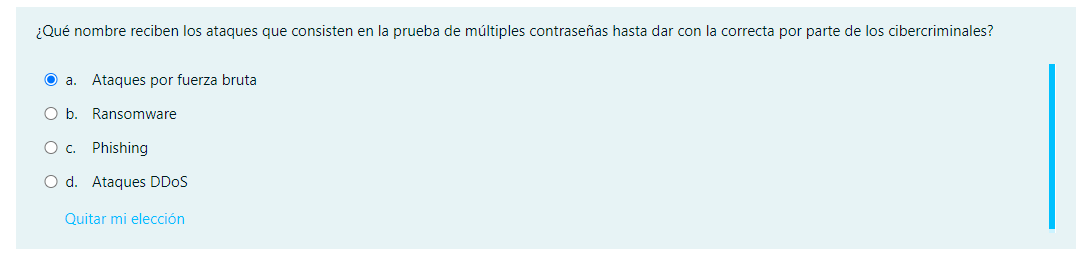 ¿Qué nombre reciben los ataques que consisten en la prueba de múltiples contraseñas hasta dar con la correcta por parte de los cibercriminales?
a. Ataques por fuerza bruta
b. Ransomware
c. Phishing
d. Ataques DDoS
Quitar mi elección